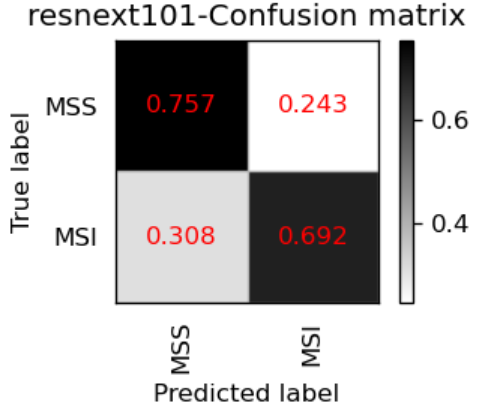 resnext101-Confusion matrix
True label
MSS
0.757
0.243
0.6
MSI
0.308
0.692
0.4
MSS
MSI
Predicted label